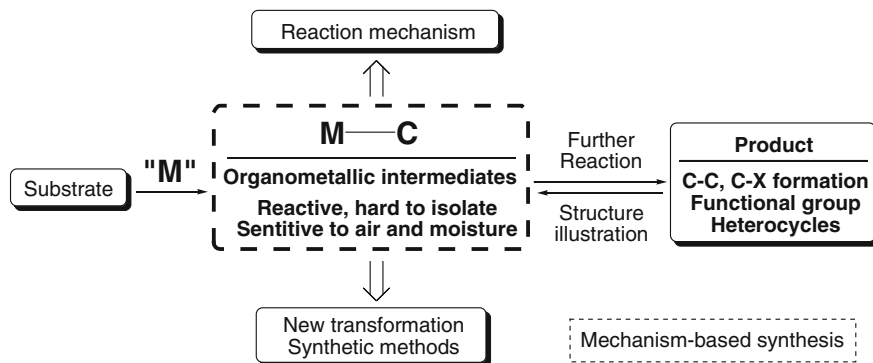 Reaction mechanism
M—C
"M"
Substrate
Organometallic intermediates
Reactive, hard to isolate
Sentitive to air and moisture
Further
Reaction
Structure
illustration
Product
C-C, C-X formation
Functional group
Heterocycles
New transformation
Synthetic methods
Mechanism-based synthesis